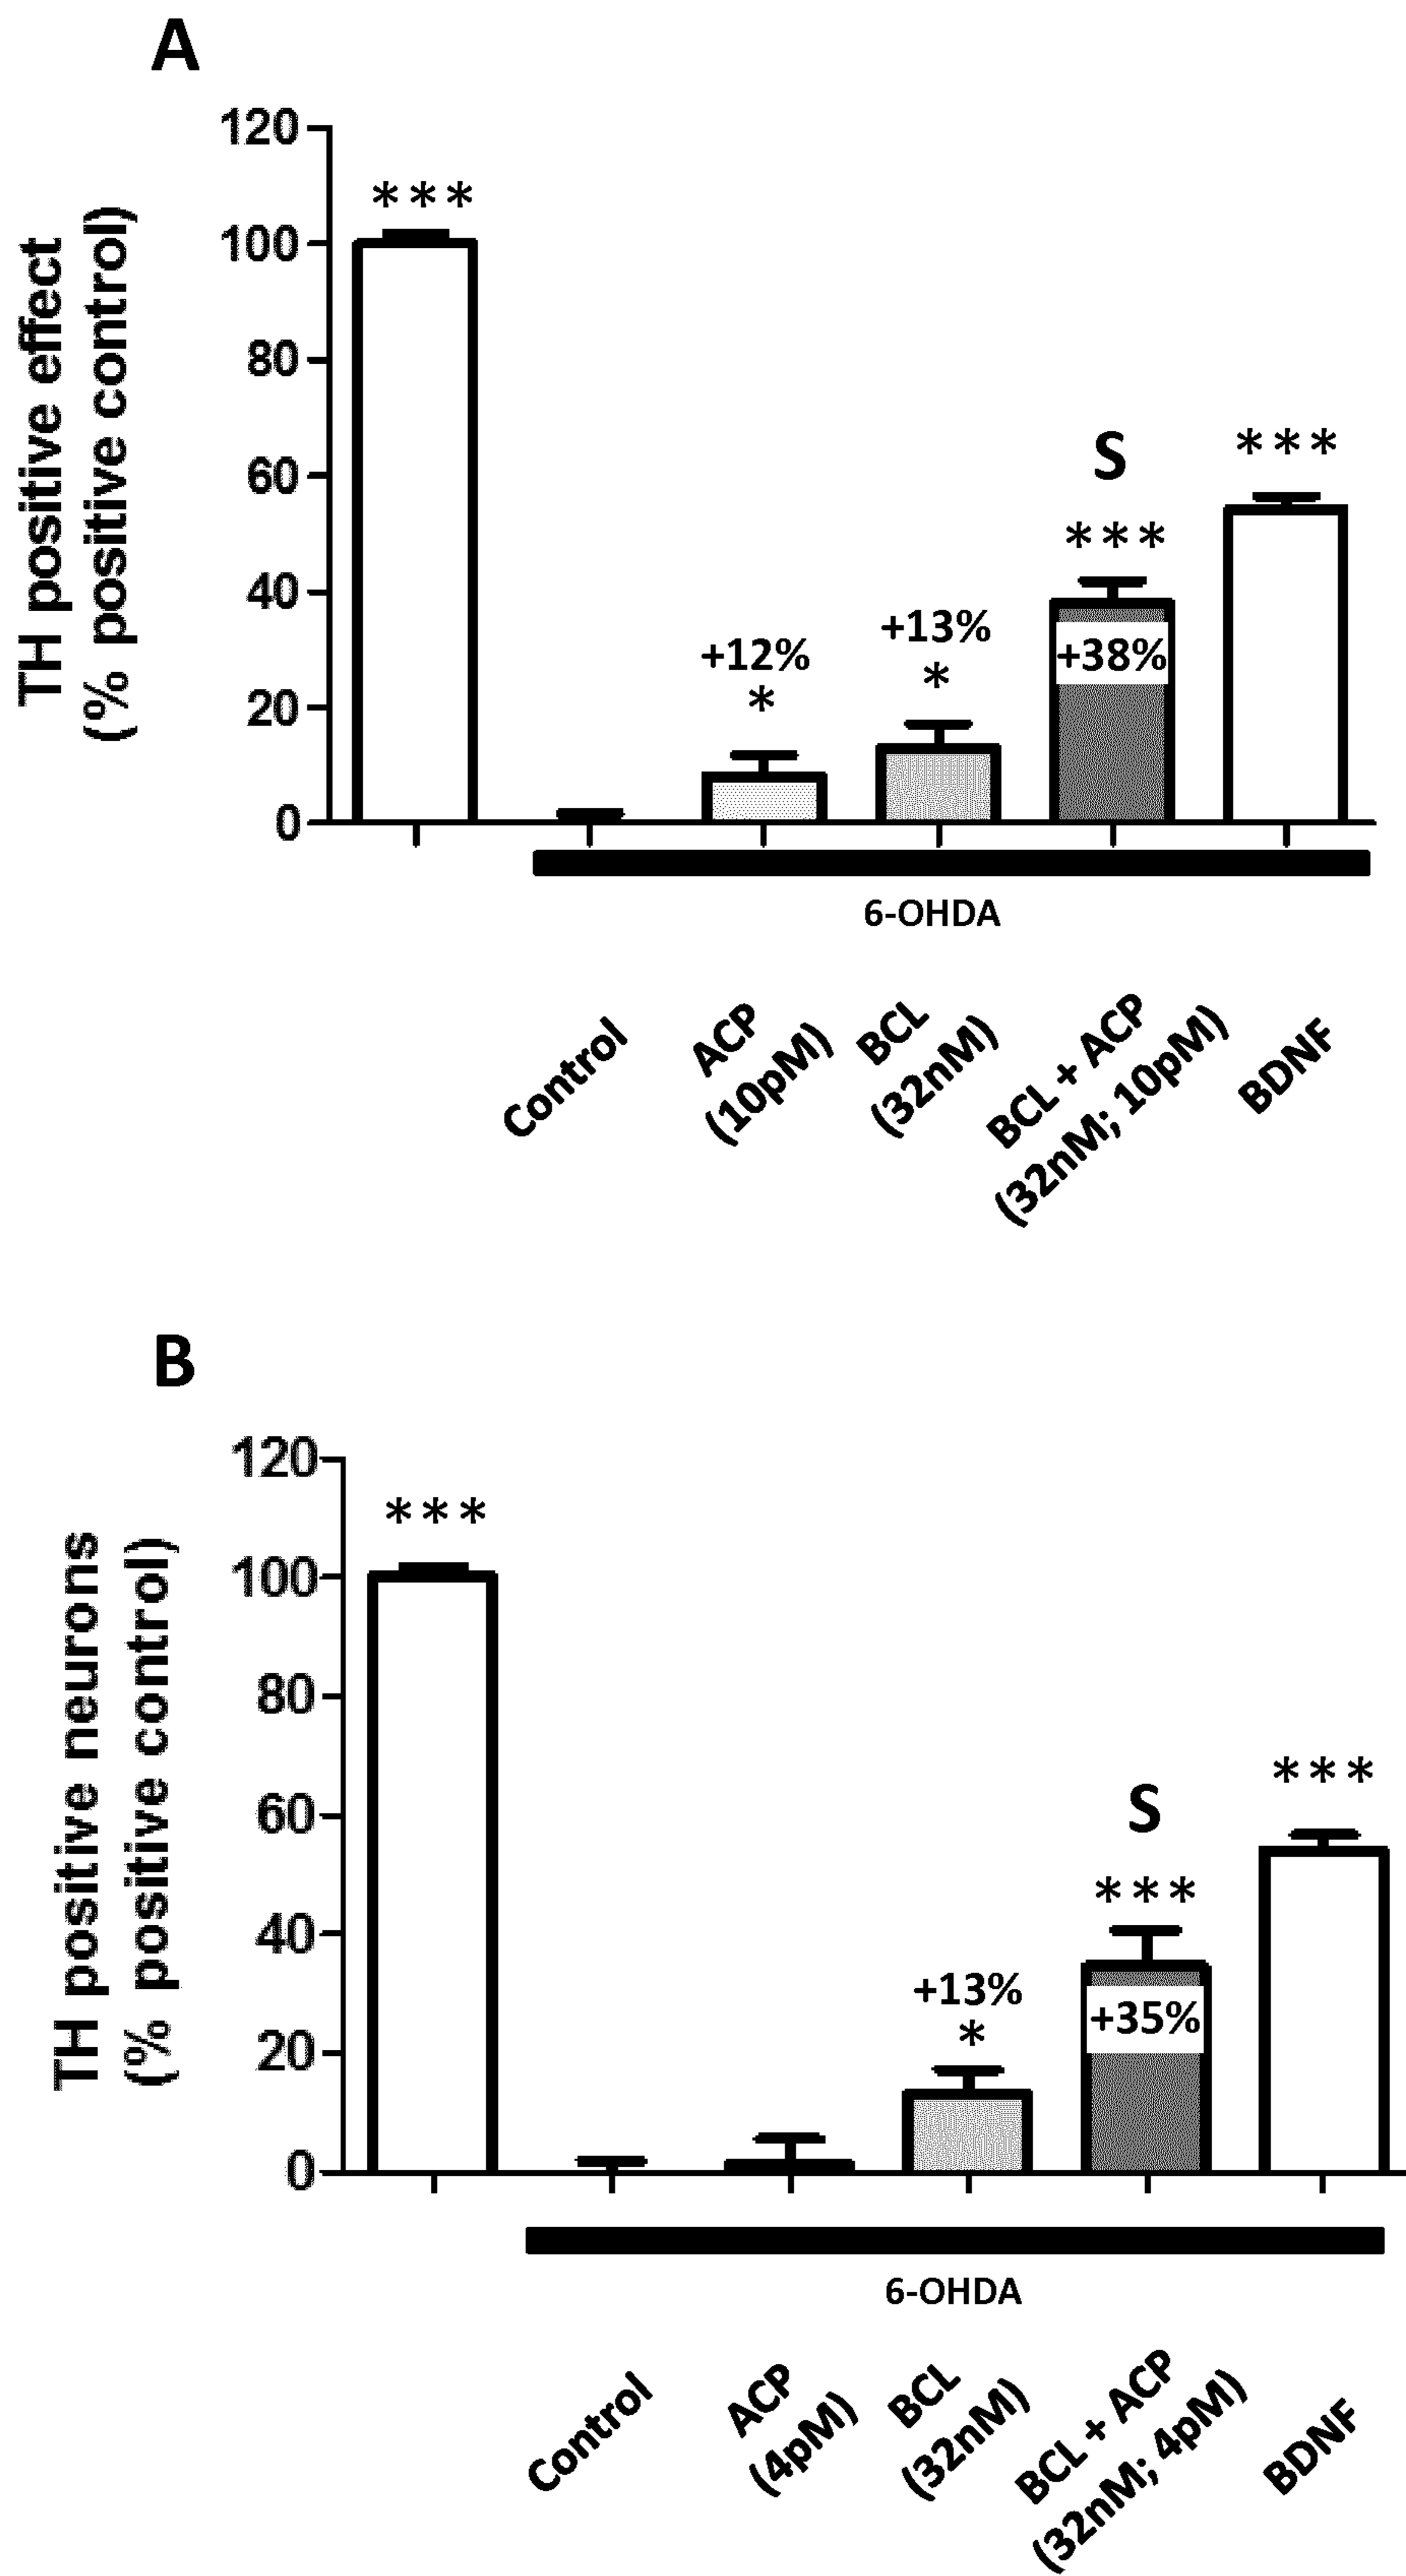 A
TH positive effect
(% positive control)
120
100
80
60
40
20
0
***
+12%
*
+13%
*
S
***
+38%
***
6-OHDA
Control
ACP
(10pM)
BCL
(32nM)
BCL + ACP
(32nM; 10pM)
BDNF
B
TH positive neurons
(% positive control)
120
100
80
60
40
20
0
***
+13%
*
S
***
+35%
***
6-OHDA
Control
ACP
(4pM)
BCL
(32nM)
BCL + ACP
(32nM; 4pM)
BDNF